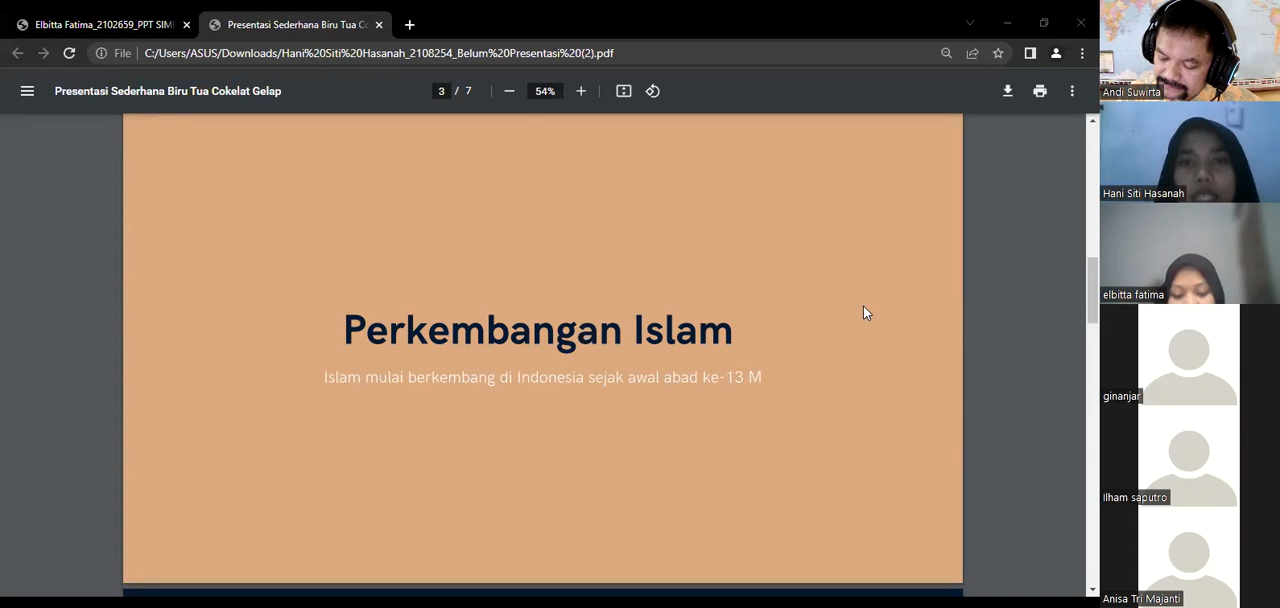 Elbitta Fatima_2102659_PPT SIMI
Presentasi Sederhana Biru Tua Co
File
C:/Users/ASUS/Downloads/Hani%20Siti%20Hasanah_2108254_Belum%20Presentasi%20(2).pdf
Presentasi Sederhana Biru Tua Cokelat Gelap
3 / 7
54%
Perkembangan Islam
Islam mulai berkembang di Indonesia sejak awal abad ke-13 M
Andi Suwirta
Hani Siti Hasanah
elbitta fatima
ginanjar
Ilham saputro
Anisa Tri Majanti